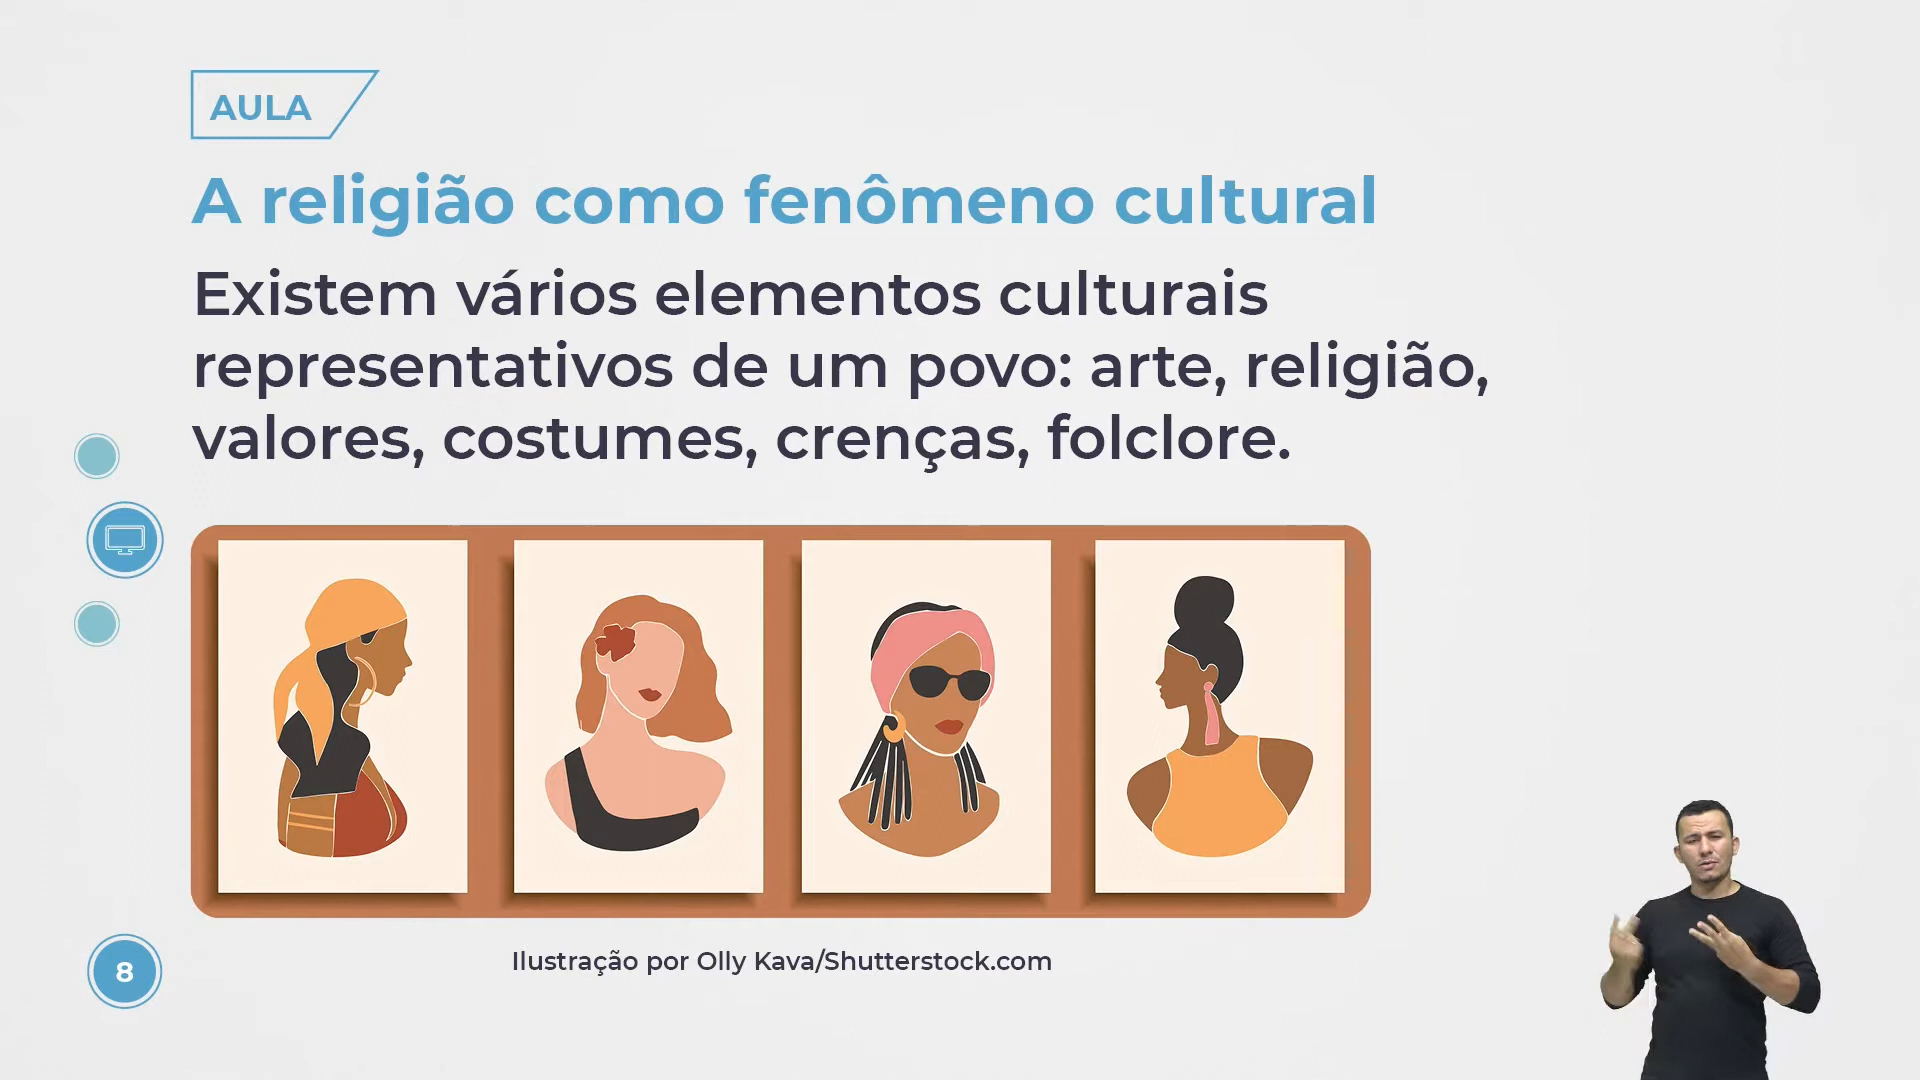 AULA
A religião como fenômeno cultural
Existem vários elementos culturais
representativos de um povo: arte, religião,
valores, costumes, crenças, folclore.
Ilustração por Olly Kava/Shutterstock.com
8